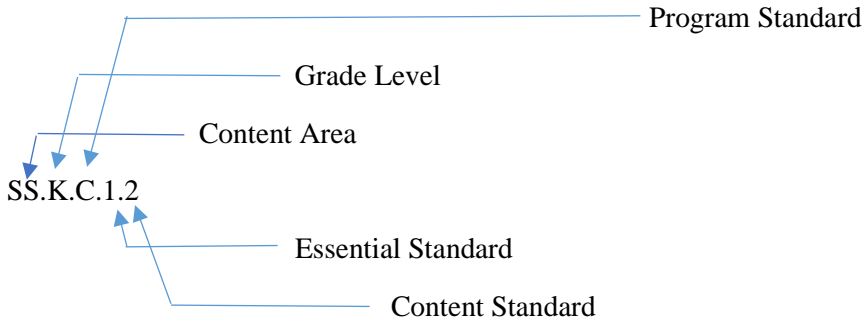 Program Standard
Grade Level
Content Area
SS.K.C.1.2
Essential Standard
Content Standard